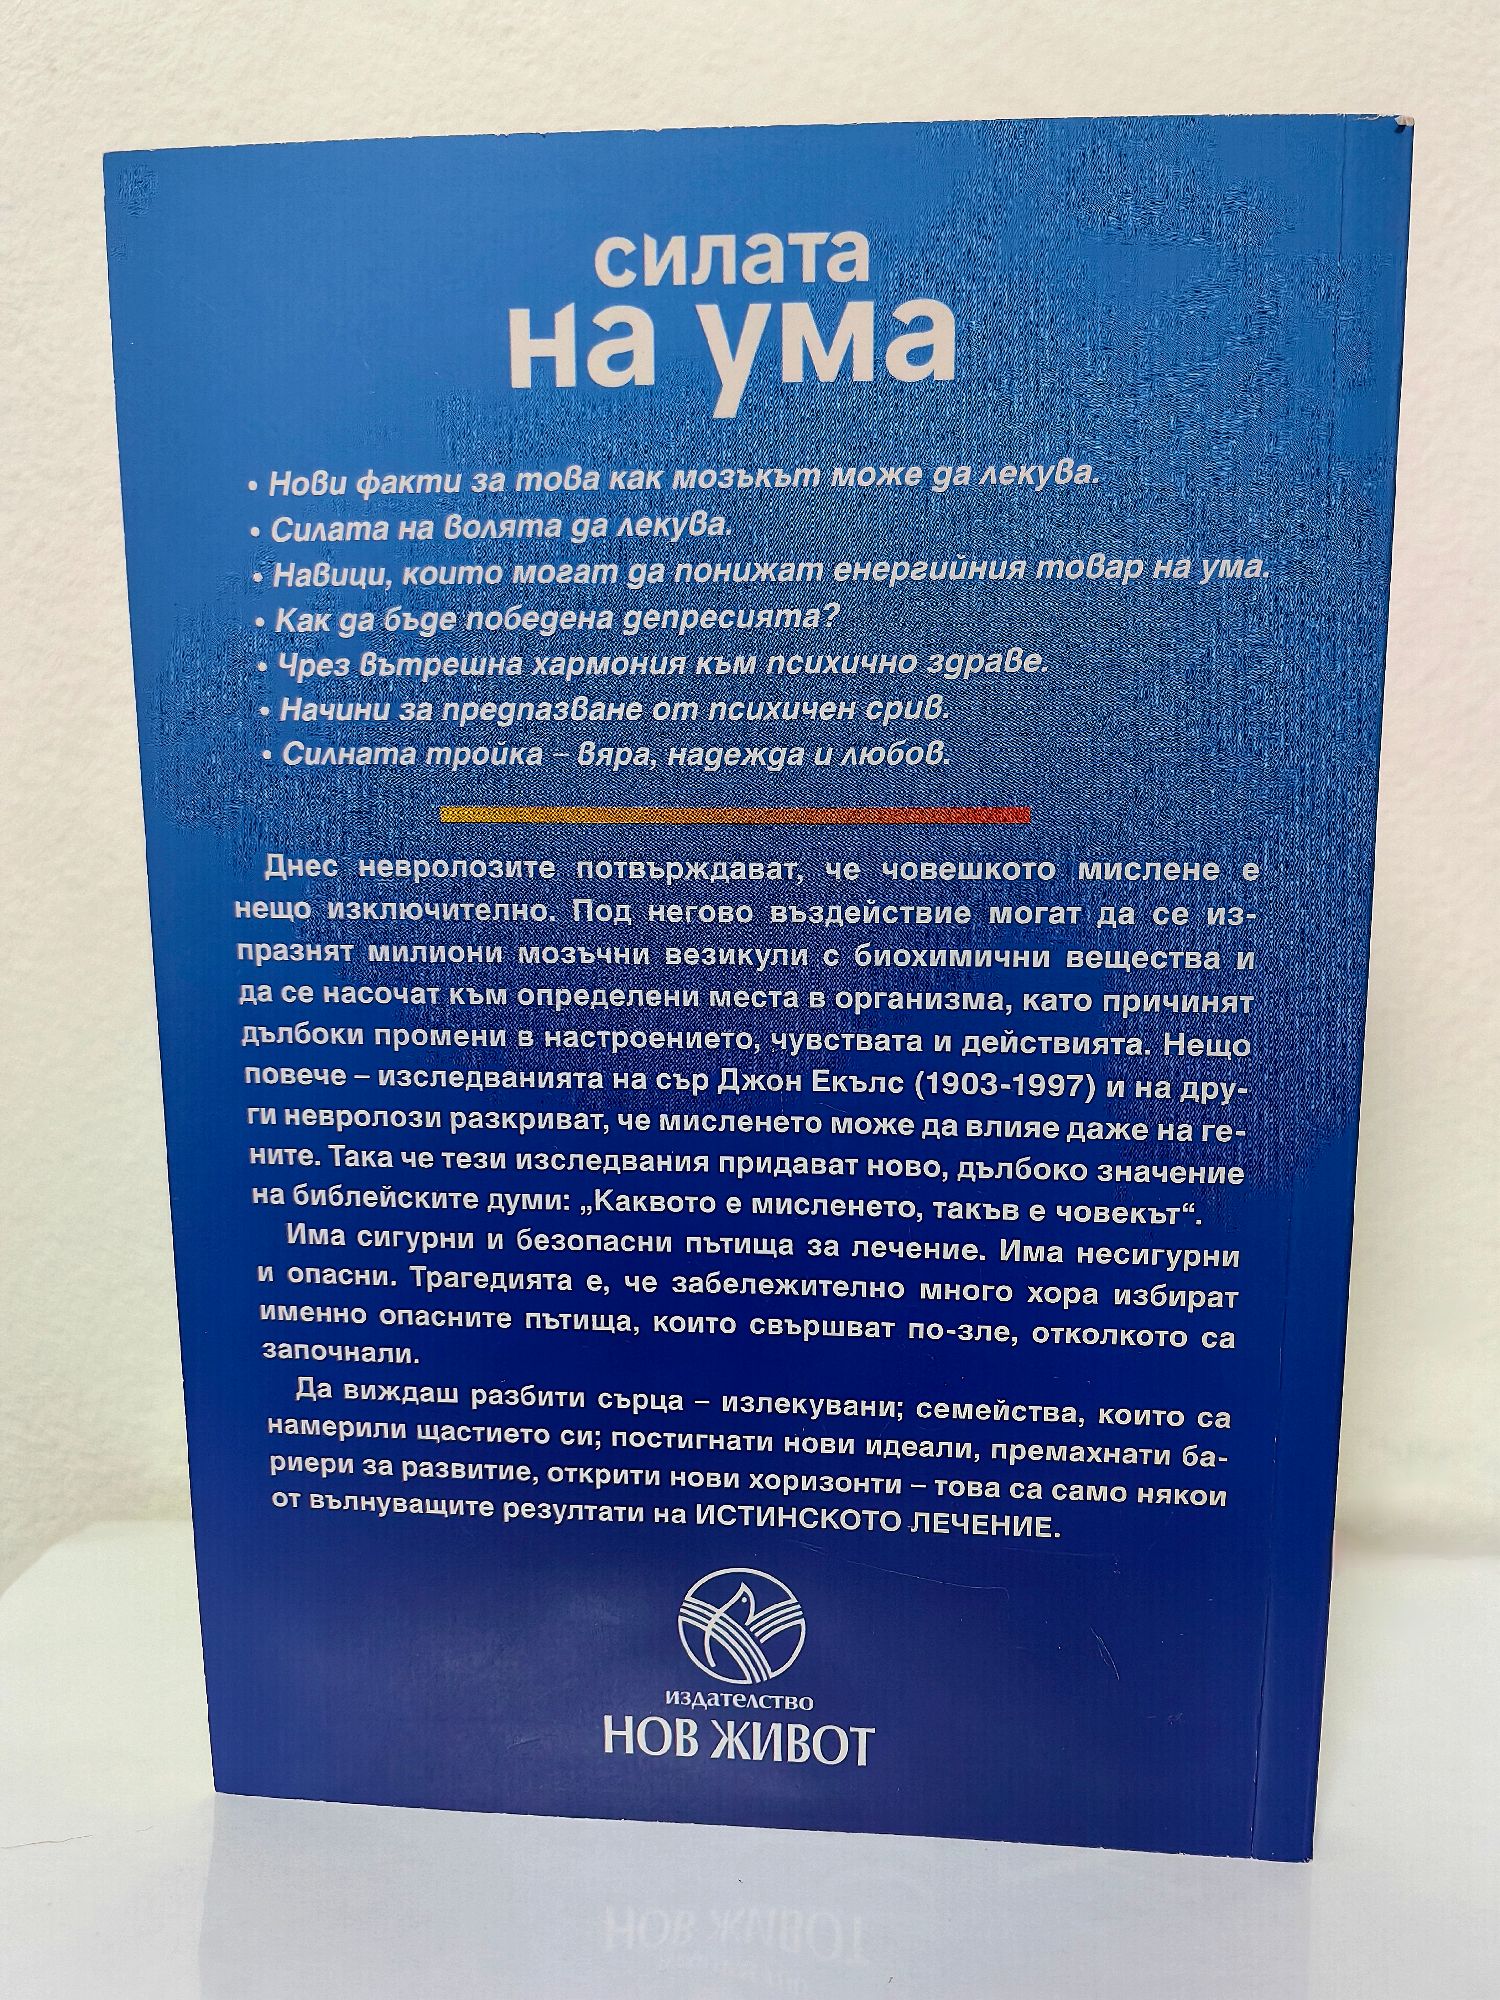 силата
на ума
• Нови факти за това как мозъкът може да лекува.
• Силата на волята да лекува.
• Навици, които могат да понижат енергийния товар на ума.
• Как да бъде победена депресията?
• Чрез вътрешна хармония към психично здраве.
• Начини за предпазване от психичен срив.
• Силната тройка – вяра, надежда и любов.
Днес невролозите потвърждават, че човешкото мислене е
нещо изключително. Под негово въздействие могат да се из-
празнят милиони мозъчни везикули с биохимични вещества и
да се насочат към определени места в организма, като причинят
дълбоки промени в настроението, чувствата и действията. Нещо
повече – изследванията на сър Джон Екълс (1903-1997) и на дру-
ги невролози разкриват, че мисленето може да влияе даже на ге-
ните. Така че тези изследвания придават ново, дълбоко значение
на библейските думи: „Каквото е мисленето, такъв е човекът“.
Има сигурни и безопасни пътища за лечение. Има несигурни
и опасни. Трагедията е, че забележително много хора избират
именно опасните пътища, които свършват по-зле, отколкото са
започнали.
Да виждаш разбити сърца – излекувани; семейства, които са
намерили щастието си; постигнати нови идеали, премахнати ба-
риери за развитие, открити нови хоризонти – това са само някои
от вълнуващите резултати на ИСТИНСКОТО ЛЕЧЕНИЕ.
издателство
НОВ ЖИВОТ